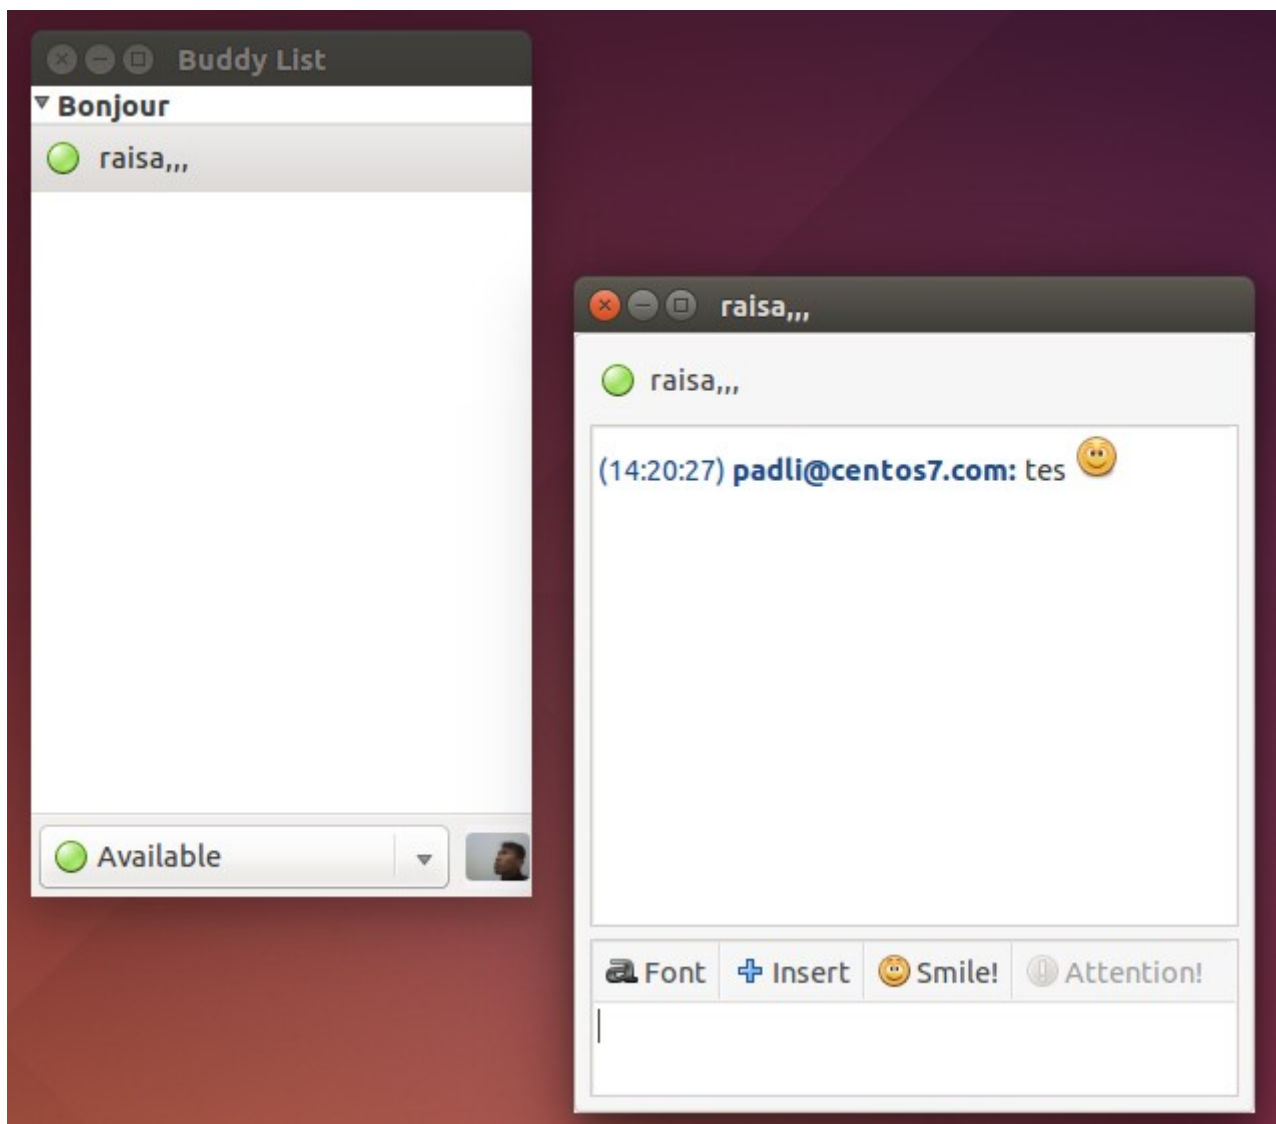 Buddy List
Bonjour
raisa,,,
Available
raisa,,,
raisa,,,
(14:20:27) padli@centos7.com: tes
Font Insert Smile! Attention!